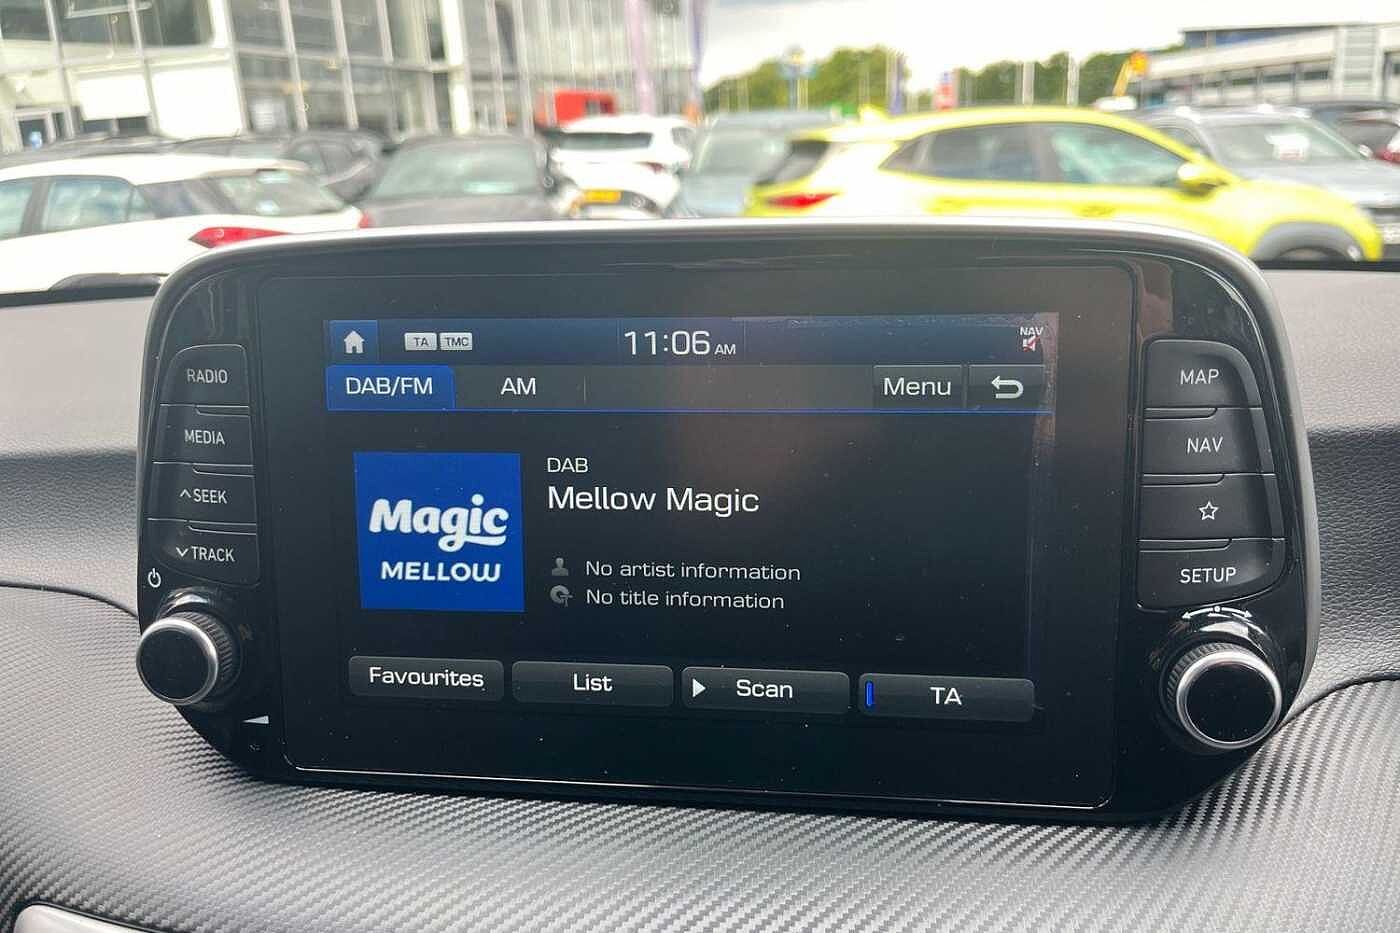 TA TMC 11:06 AM NAV
DAB/FM AM Menu
RADIO
MEDIA
SEEK
TRACK
Magic
MELLOW
DAB
Mellow Magic
No artist information
No title information
Favourites List Scan TA
MAP
NAV
SETUP